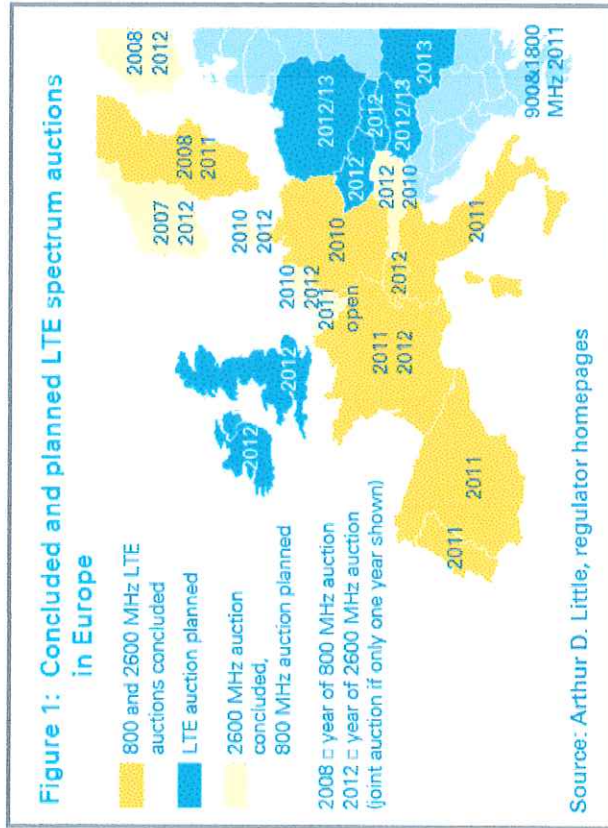 Figure 1: Concluded and planned LTE spectrum auctions
in Europe
800 and 2600 MHz LTE
auctions concluded
LTE auction planned
2600 MHz auction
concluded,
800 MHz auction planned
2008 □ year of 800 MHz auction
2012 □ year of 2600 MHz auction
(joint auction if only one year shown)
2007
2012
2008
2011
2008
2012
2010
2012
2010
2012
2011
open
2010
2012
2012
2011
2012
2011
2011
2012
2012
2010
2011
2012/13
2012
2012
2012/13
2013
900&1800
MHz 2011
Source: Arthur D. Little, regulator homepages